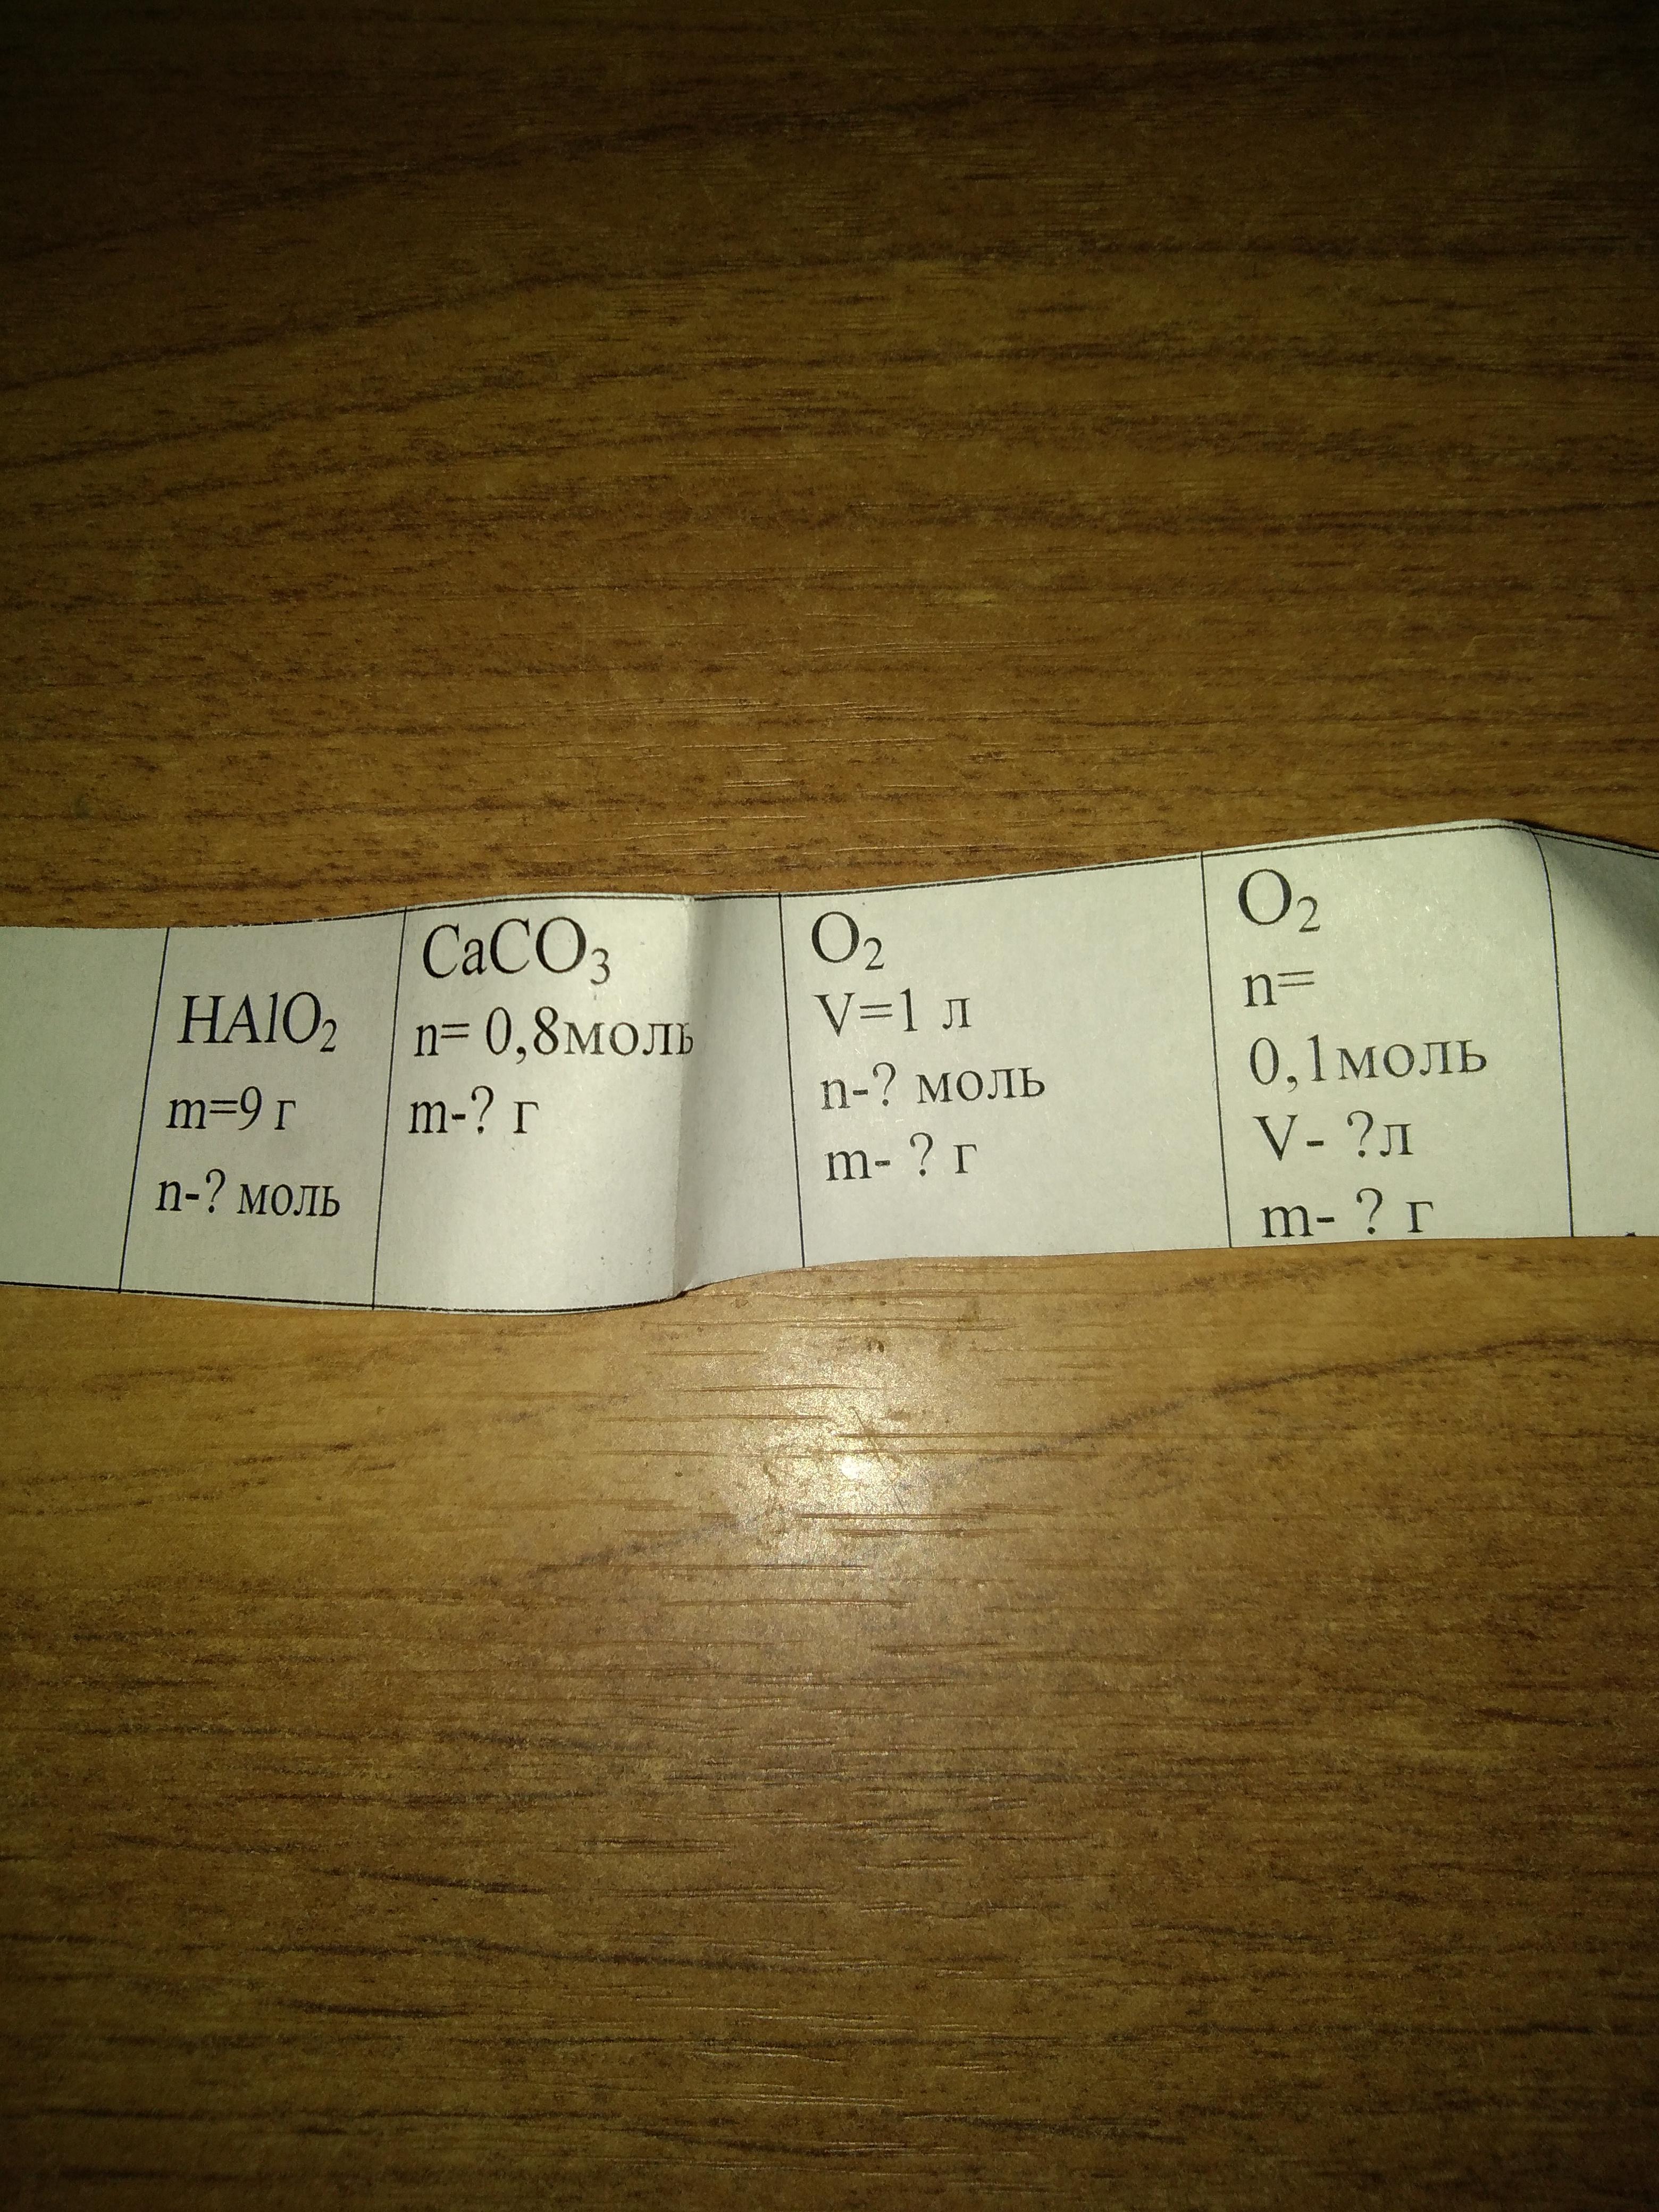 HAlO₂
m=9 г
n-? моль
CaCO₃
n= 0,8моль
m-? г
O₂
V=1 л
n-? моль
m- ? г
O₂
n=
0,1моль
V- ?л
m- ? г